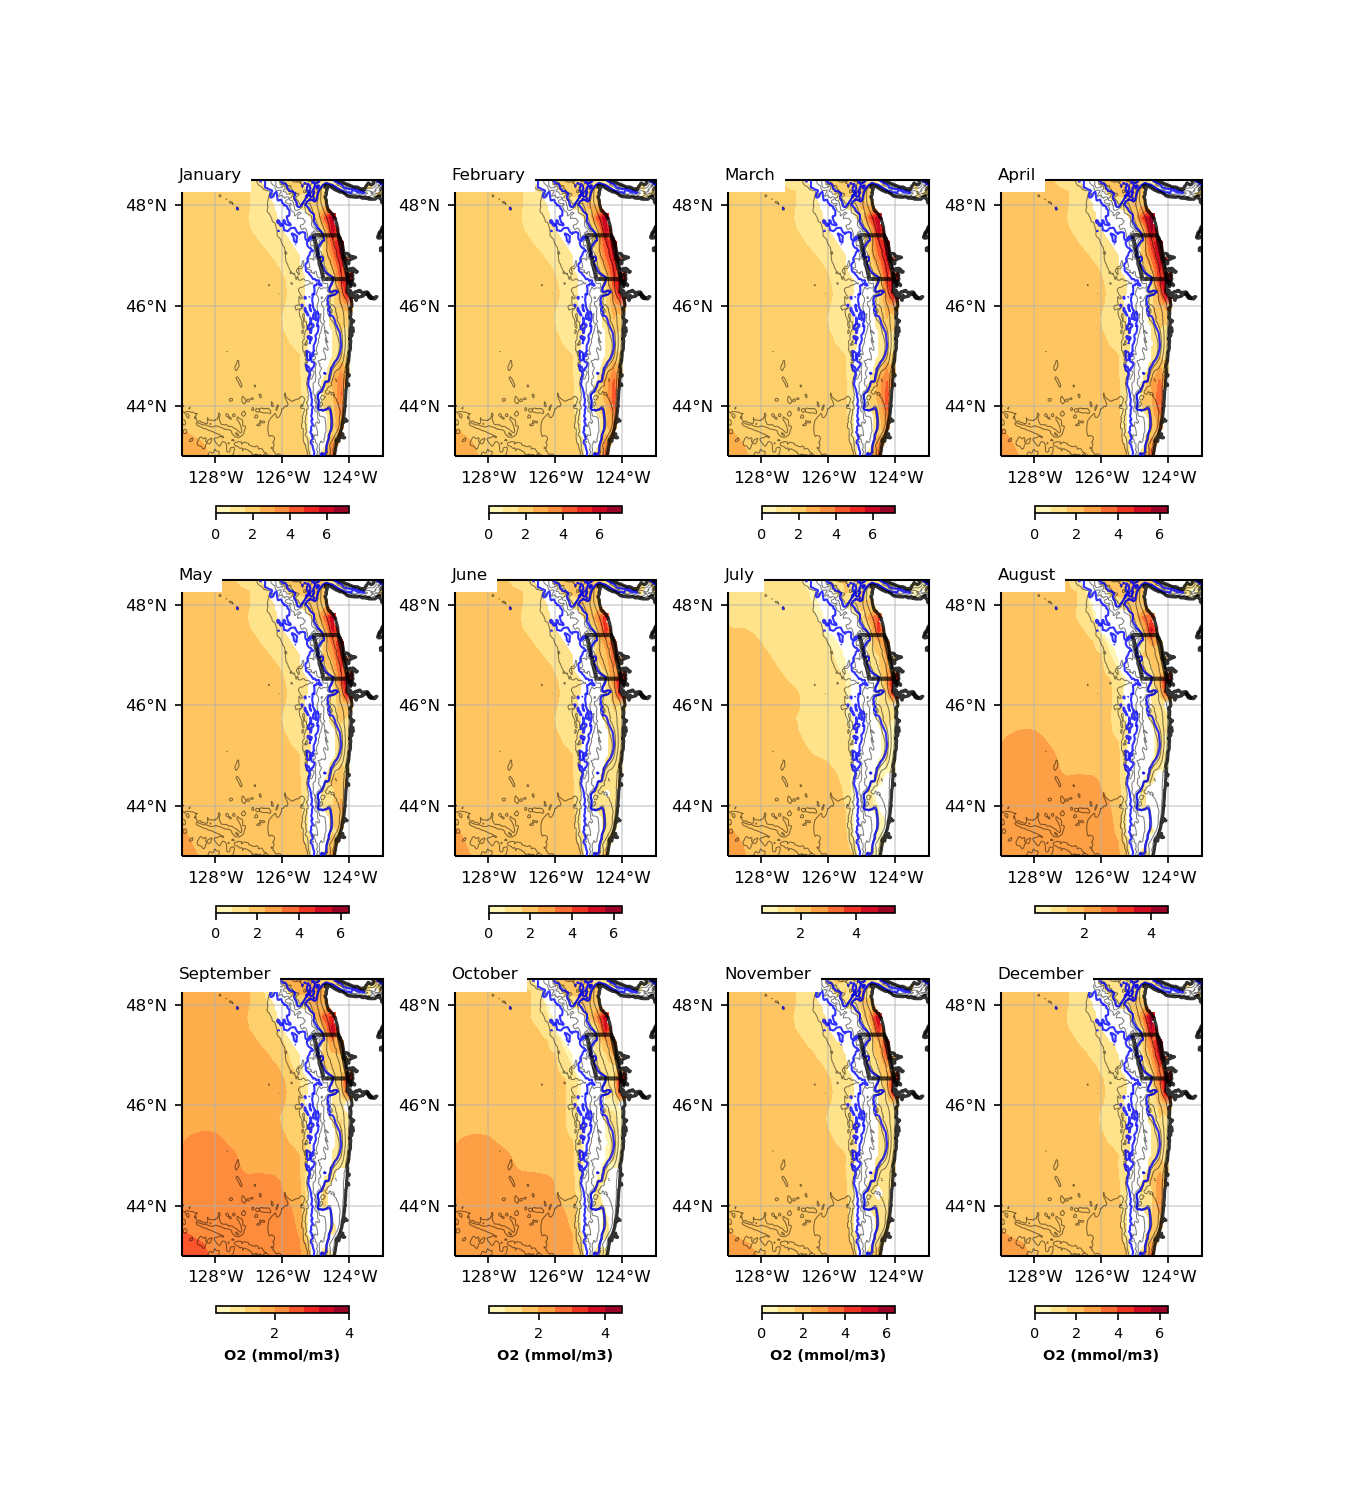 January February March April
48°N 48°N 48°N 48°N
46°N 46°N 46°N 46°N
44°N 44°N 44°N 44°N
128°W 126°W 124°W 128°W 126°W 124°W 128°W 126°W 124°W 128°W 126°W 124°W
0 2 4 6 0 2 4 6 0 2 4 6 0 2 4 6
May June July August
48°N 48°N 48°N 48°N
46°N 46°N 46°N 46°N
44°N 44°N 44°N 44°N
128°W 126°W 124°W 128°W 126°W 124°W 128°W 126°W 124°W 128°W 126°W 124°W
0 2 4 6 0 2 4 6 2 4 2 4
September October November December
48°N 48°N 48°N 48°N
46°N 46°N 46°N 46°N
44°N 44°N 44°N 44°N
128°W 126°W 124°W 128°W 126°W 124°W 128°W 126°W 124°W 128°W 126°W 124°W
2 4 2 4 0 2 4 6 0 2 4 6
O2 (mmol/m3) O2 (mmol/m3) O2 (mmol/m3) O2 (mmol/m3)